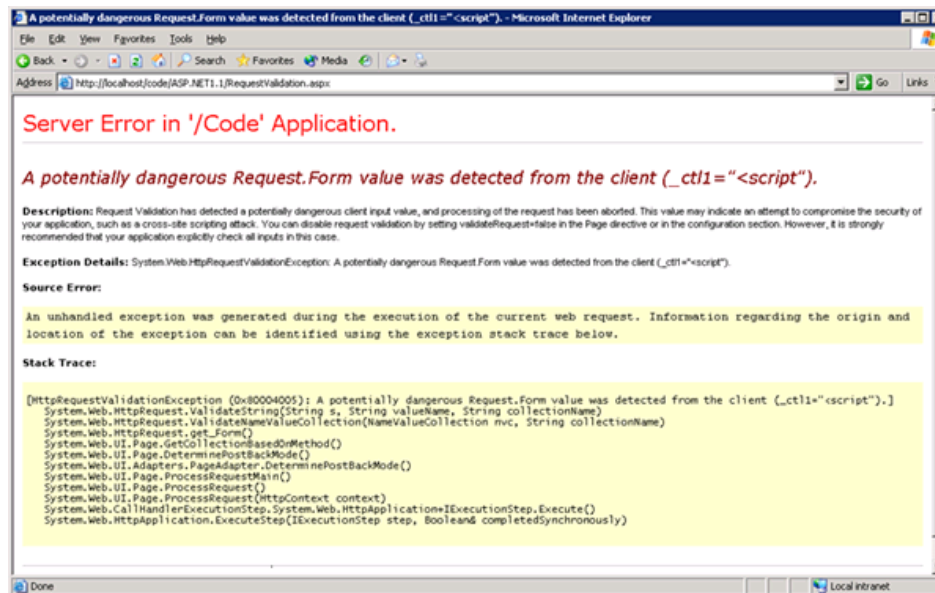 A potentially dangerous Request.Form value was detected from the client (_ctl1="<script"). - Microsoft Internet Explorer
File Edit View Favorites Tools Help
Back Search Favorites Media
Address http://localhost/code/ASP.NET1.1/RequestValidation.aspx Go Links
Server Error in '/Code' Application.
A potentially dangerous Request.Form value was detected from the client (_ctl1="<script").
Description: Request Validation has detected a potentially dangerous client input value, and processing of the request has been aborted. This value may indicate an attempt to compromise the security of
your application, such as a cross-site scripting attack. You can disable request validation by setting validateRequest=false in the Page directive or in the configuration section. However, it is strongly
recommended that your application explicitly check all inputs in this case.
Exception Details: System.Web.HttpRequestValidationException: A potentially dangerous Request.Form value was detected from the client (_ctl1="<script").
Source Error:
An unhandled exception was generated during the execution of the current web request. Information regarding the origin and
location of the exception can be identified using the exception stack trace below.
Stack Trace:
[HttpRequestValidationException (0x80004005): A potentially dangerous Request.Form value was detected from the client (_ctl1="<script").]
System.Web.HttpRequest.ValidateString(String s, String valueName, String collectionName)
System.Web.HttpRequest.ValidateNameValueCollection(NameValueCollection nvc, String collectionName)
System.Web.HttpRequest.get_Form()
System.Web.UI.Page.GetCollectionBasedOnMethod()
System.Web.UI.Page.DeterminePostBackMode()
System.Web.UI.Adapters.PageAdapter.DeterminePostBackMode()
System.Web.UI.Page.ProcessRequestMain()
System.Web.UI.Page.ProcessRequest()
System.Web.UI.Page.ProcessRequest(HttpContext context)
System.Web.CallHandlerExecutionStep.System.Web.HttpApplication+IExecutionStep.Execute()
System.Web.HttpApplication.ExecuteStep(IExecutionStep step, Boolean& completedSynchronously)
Done Local intranet